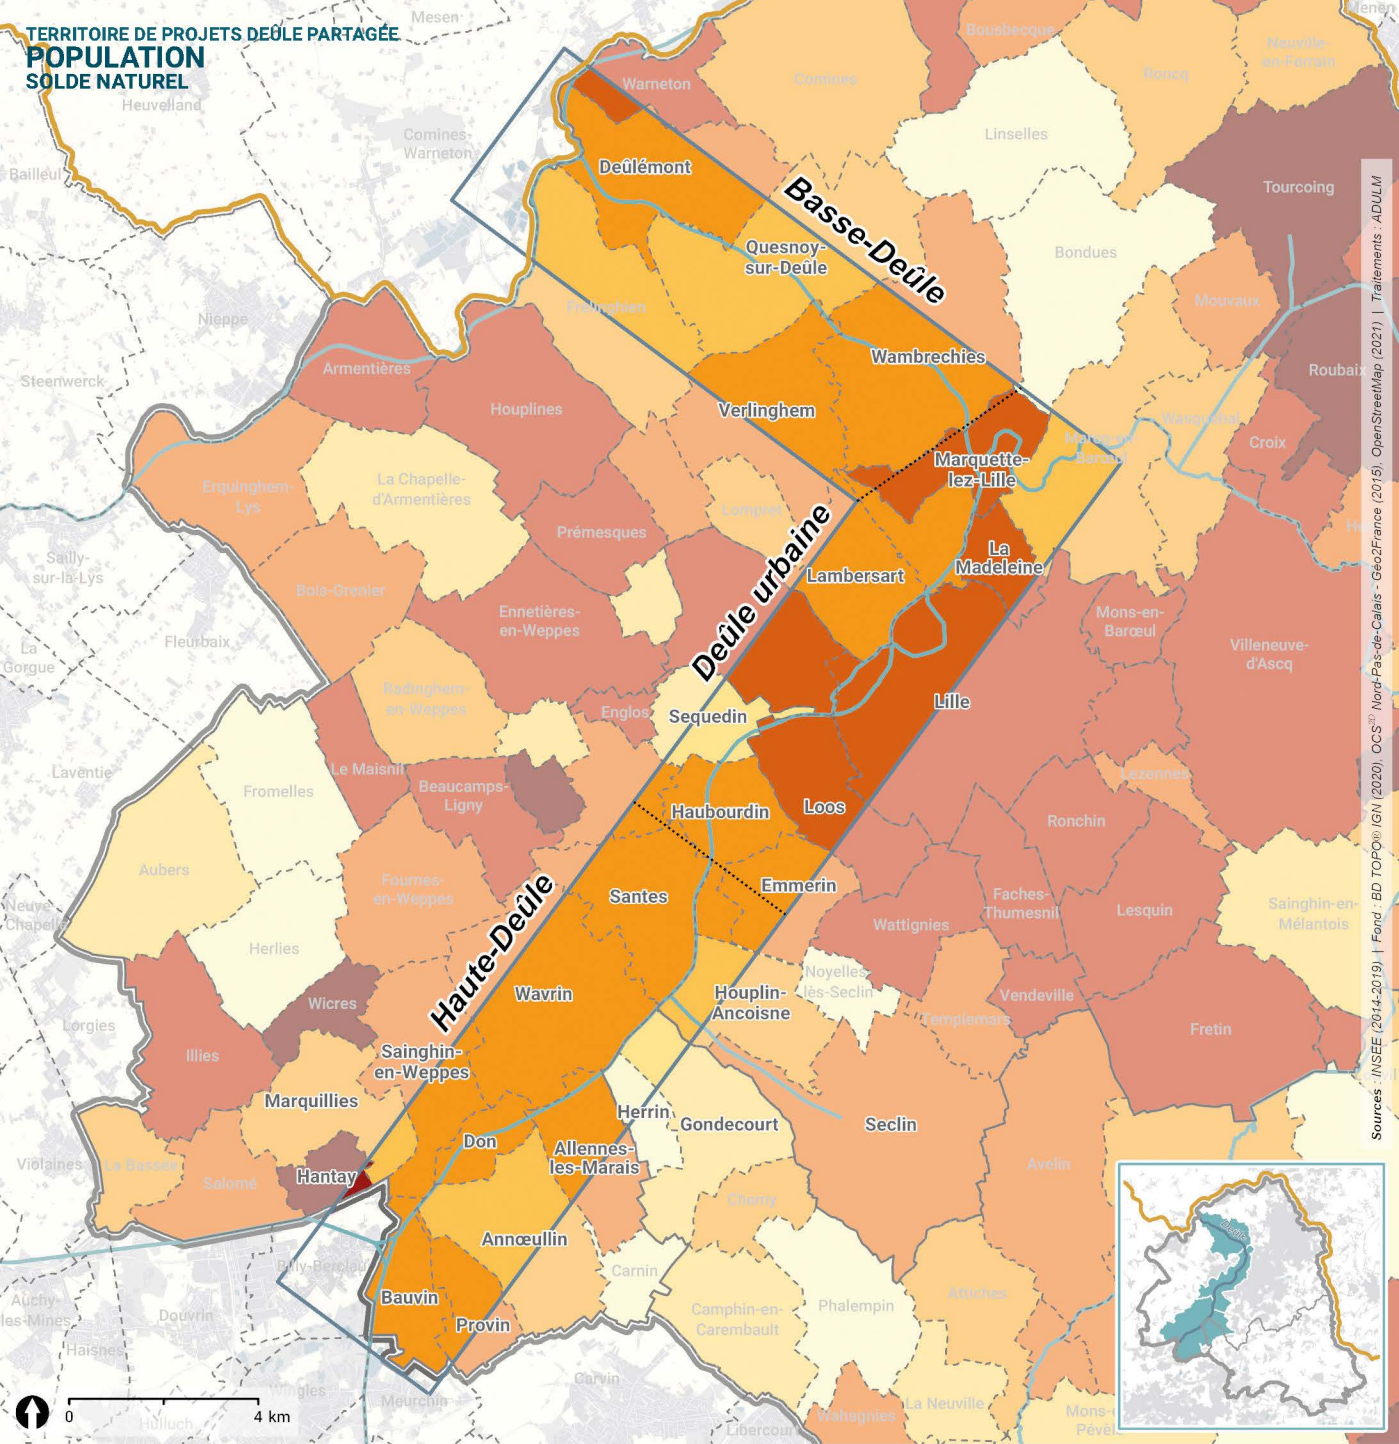 TERRITOIRE DE PROJETS DEÛLE PARTAGÉE
POPULATION
SOLDE NATUREL
Mesen
Menen
Heuvelland
Comines-
Warneton
Bailleul
Warneton
Comines
Bousbecque
Roncq
Neuville-
en-Ferrain
Linselles
Tourcoing
Deûlémont
Basse-Deûle
Quesnoy-
sur-Deûle
Bondues
Mouvaux
Frelinghien
Nieppe
Steenwerck
Armentières
Houplines
Wambrechies
Verlinghem
Roubaix
Wasquehal
Croix
Marcq-en-
Barœul
Marquette-
lez-Lille
Erquinghem-
Lys
La Chapelle-
d'Armentières
Lompret
Prémesques
Deûle urbaine
Lambersart
La
Madeleine
Sailly-
sur-la-Lys
Bois-Grenier
Ennetières-
en-Weppes
Mons-en-
Barœul
Villeneuve-
d'Ascq
Fleurbaix
La
Gorgue
Radinghem-
en-Weppes
Englos
Sequedin
Lille
Laventie
Le Maisnil
Fromelles
Beaucamps-
Ligny
Haubourdin
Loos
Lezennes
Ronchin
Aubers
Fournes-
en-Weppes
Santes
Emmerin
Faches-
Thumesnil
Lesquin
Sainghin-en-
Mélantois
Neuve-
Chapelle
Wattignies
Haute-Deûle
Herlies
Wicres
Wavrin
Houplin-
Ancoisne
Noyelles-
lès-Seclin
Vendeville
Templemars
Lorgies
Illies
Fretin
Sainghin-
en-Weppes
Marquillies
Herrin
Gondecourt
Seclin
Don
Allennes-
les-Marais
Violaines
La Bassée
Salomé
Hantay
Avelin
Chemy
Annœullin
Carnin
Billy-Berclau
Bauvin
Provin
Phalempin
Attiches
Camphin-en-
Carembault
Auchy-
les-Mines
Douvrin
Haisnes
Wingles
Meurchin
Carvin
Hulluch
Libercourt
Wahagnies
La Neuville
Mons-e
Pévèl
Deûle
0
4 km
Sources : INSEE (2014-2019) | Fond : BD TOPO® IGN (2020), OCS²ᴰ Nord-Pas-de-Calais - Géo2France (2015), OpenStreetMap (2021) | Traitements : ADULM